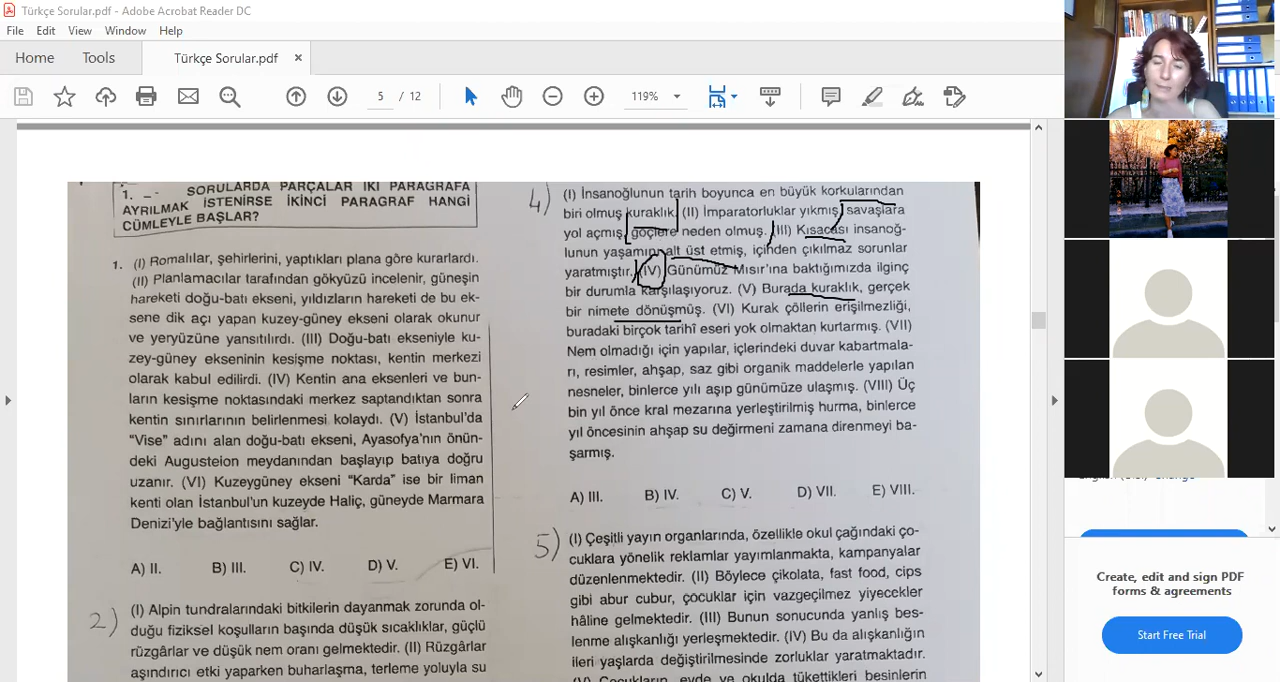 Türkçe Sorular.pdf - Adobe Acrobat Reader DC
File Edit View Window Help
Home Tools Türkçe Sorular.pdf ×
5 / 12 119%
1. SORULARDA PARÇALAR İKİ PARAGRAFA
AYRILMAK İSTENİRSE İKİNCİ PARAGRAF HANGİ
CÜMLEYLE BAŞLAR?
1. (I) Romalılar, şehirlerini, yaptıkları plana göre kurarlardı.
(II) Planlamacılar tarafından gökyüzü incelenir, güneşin
hareketi doğu-batı ekseni, yıldızların hareketi de bu ek-
sene dik açı yapan kuzey-güney ekseni olarak okunur
ve yeryüzüne yansıtılırdı. (III) Doğu-batı ekseniyle ku-
zey-güney ekseninin kesişme noktası, kentin merkezi
olarak kabul edilirdi. (IV) Kentin ana eksenleri ve bun-
ların kesişme noktasındaki merkez saptandıktan sonra
kentin sınırlarının belirlenmesi kolaydı. (V) İstanbul'da
"Vise" adını alan doğu-batı ekseni, Ayasofya'nın önün-
deki Augusteion meydanından başlayıp batıya doğru
uzanır. (VI) Kuzeygüney ekseni "Karda" ise bir liman
kenti olan İstanbul'un kuzeyde Haliç, güneyde Marmara
Denizi'yle bağlantısını sağlar.
A) II. B) III. C) IV. D) V. E) VI.
2) (I) Alpin tundralarındaki bitkilerin dayanmak zorunda ol-
duğu fiziksel koşulların başında düşük sıcaklıklar, güçlü
rüzgârlar ve düşük nem oranı gelmektedir. (II) Rüzgârlar
aşındırıcı etki yaparken buharlaşma, terleme yoluyla su
4) (I) İnsanoğlunun tarih boyunca en büyük korkularından
biri olmuş kuraklık. (II) İmparatorluklar yıkmış, savaşlara
yol açmış, göçlere neden olmuş. (III) Kısacası insanoğ-
lunun yaşamını alt üst etmiş, içinden çıkılmaz sorunlar
yaratmıştır. (IV) Günümüz Mısır'ına baktığımızda ilginç
bir durumla karşılaşıyoruz. (V) Burada kuraklık, gerçek
bir nimete dönüşmüş. (VI) Kurak çöllerin erişilmezliği,
buradaki birçok tarihî eseri yok olmaktan kurtarmış. (VII)
Nem olmadığı için yapılar, içlerindeki duvar kabartmala-
rı, resimler, ahşap, saz gibi organik maddelerle yapılan
nesneler, binlerce yılı aşıp günümüze ulaşmış. (VIII) Üç
bin yıl önce kral mezarına yerleştirilmiş hurma, binlerce
yıl öncesinin ahşap su değirmeni zamana direnmeyi ba-
şarmış.
A) III. B) IV. C) V. D) VII. E) VIII.
5) (I) Çeşitli yayın organlarında, özellikle okul çağındaki ço-
cuklara yönelik reklamlar yayımlanmakta, kampanyalar
düzenlenmektedir. (II) Böylece çikolata, fast food, cips
gibi abur cubur, çocuklar için vazgeçilmez yiyecekler
hâline gelmektedir. (III) Bunun sonucunda yanlış bes-
lenme alışkanlığı yerleşmektedir. (IV) Bu da alışkanlığın
ileri yaşlarda değiştirilmesinde zorluklar yaratmaktadır.
(V) Çocukların, evde ve okulda tükettikleri besinlerin
Create, edit and sign PDF
forms & agreements
Start Free Trial